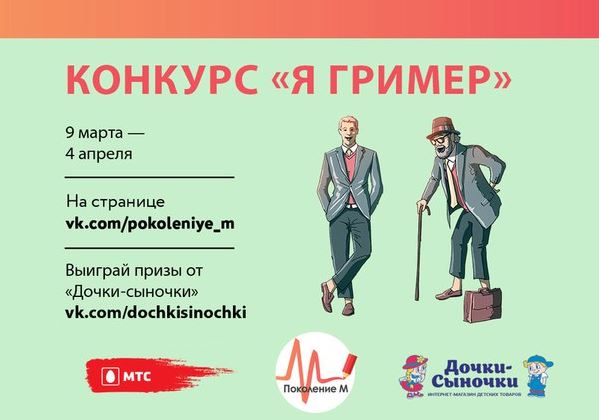 КОНКУРС «Я ГРИМЕР»
9 марта —
4 апреля
На странице
vk.com/pokoleniye_m
Выиграй призы от
«Дочки-сыночки»
vk.com/dochkisinochki
МТС
Поколение М
Дочки-
Сыночки
ИНТЕРНЕТ-МАГАЗИН ДЕТСКИХ ТОВАРОВ